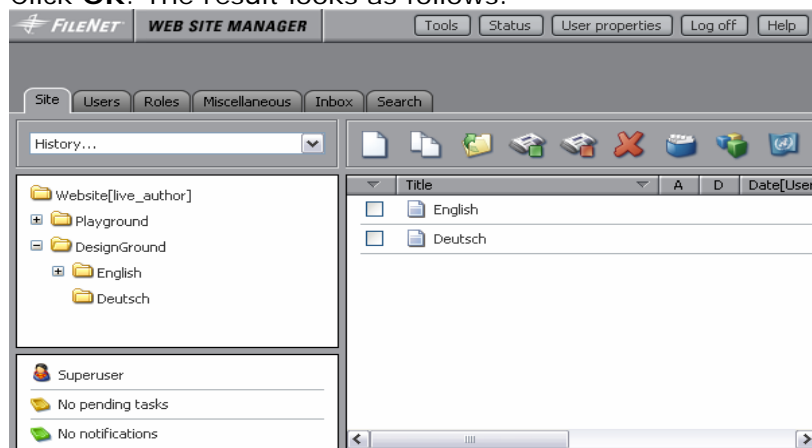 Click OK. The result looks as follows:
FILENET WEB SITE MANAGER Tools Status User properties Log off Help
Site Users Roles Miscellaneous Inbox Search
History...
Website[live_author]
Playground
DesignGround
English
Deutsch
Title A D Date[User
English
Deutsch
Superuser
No pending tasks
No notifications